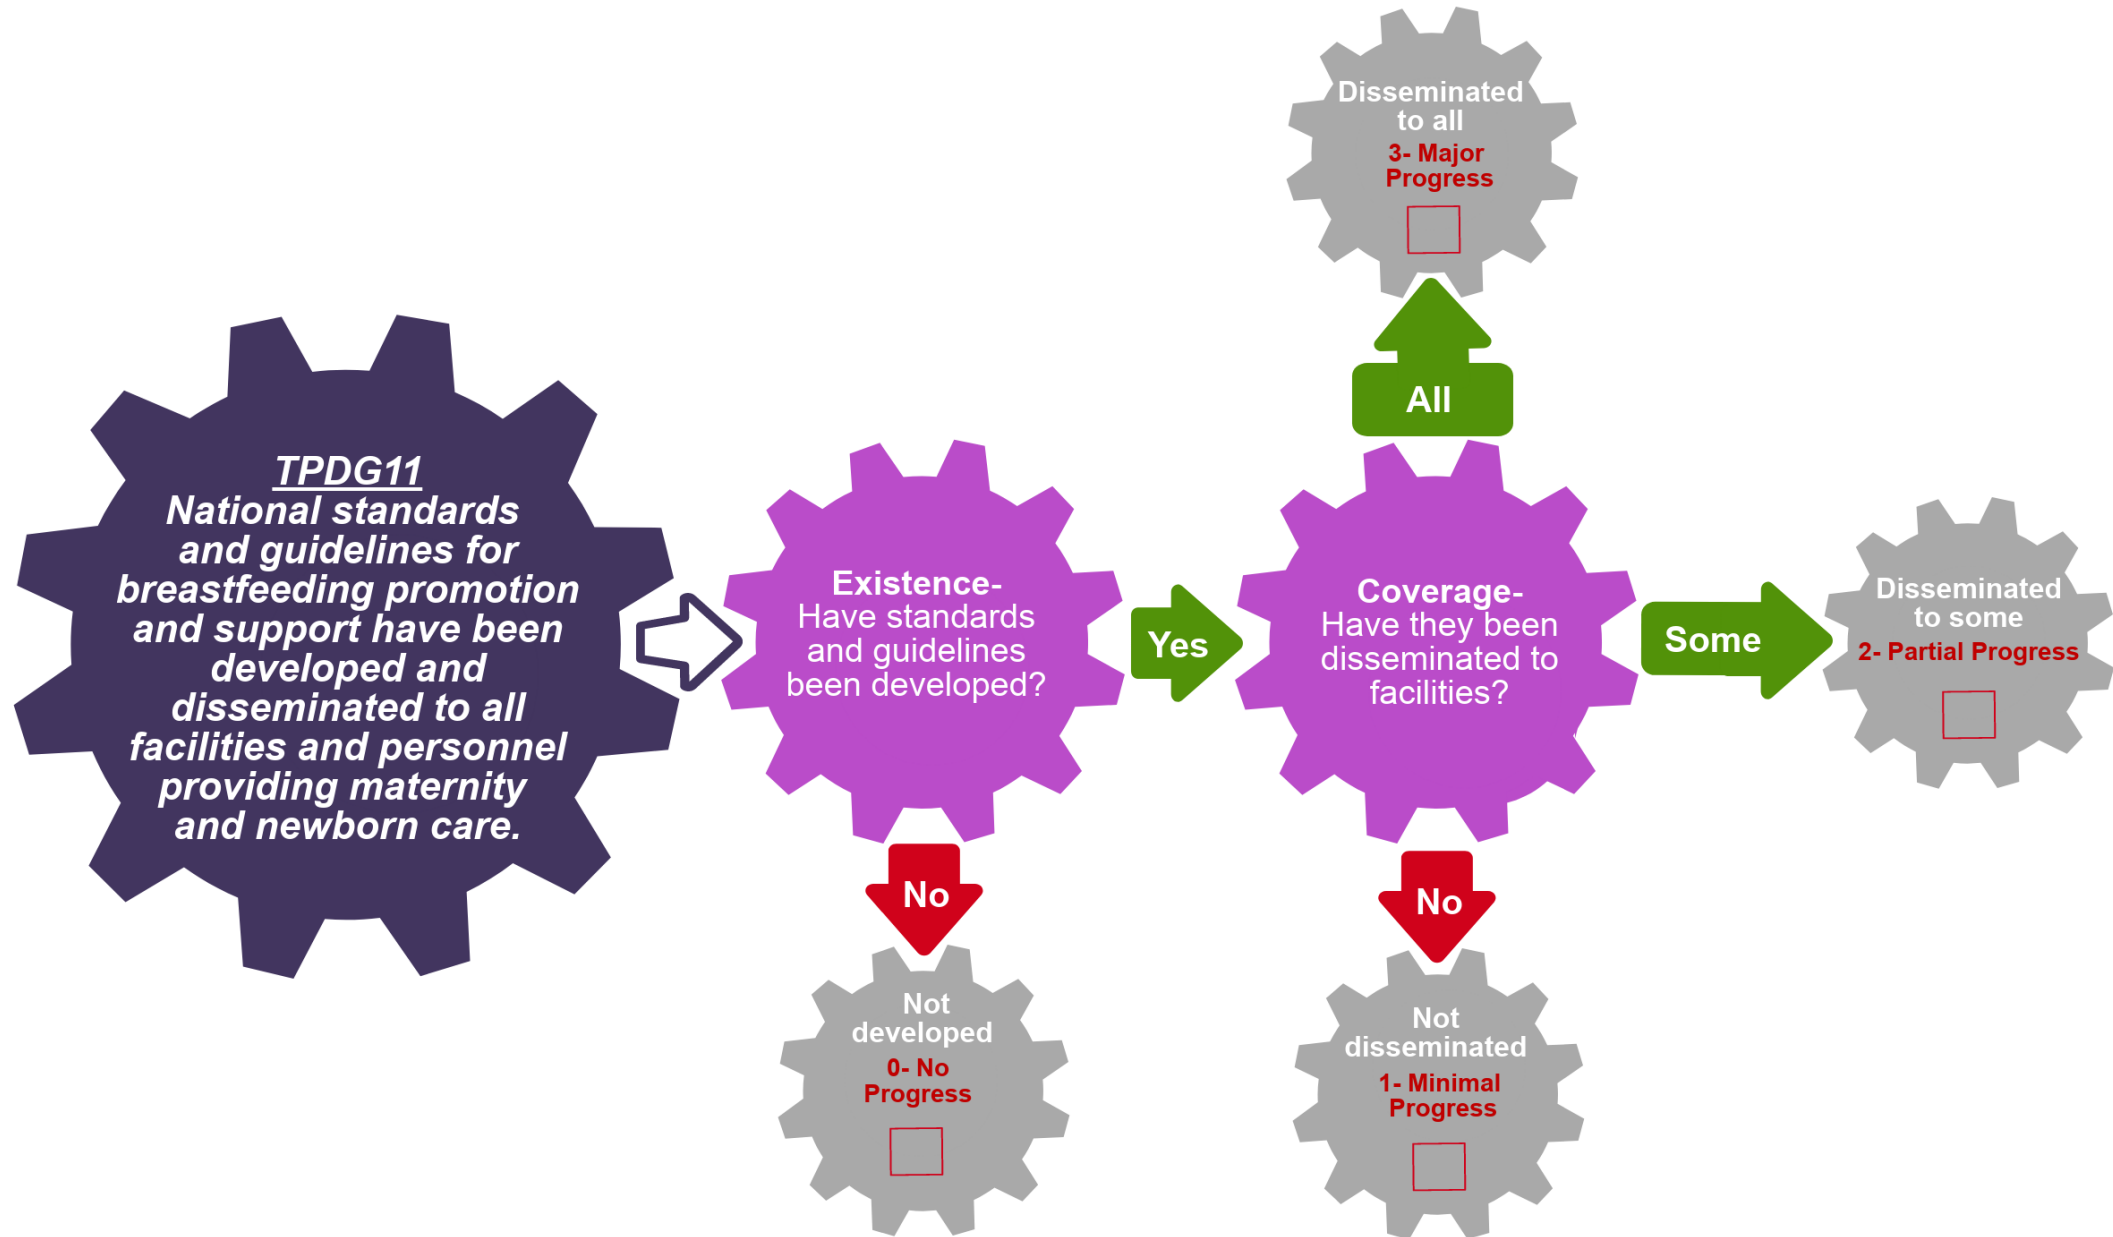 TPDG11
National standards
and guidelines for
breastfeeding promotion
and support have been
developed and
disseminated to all
facilities and personnel
providing maternity
and newborn care.
Existence-
Have standards
and guidelines
been developed?
Yes
No
Not
developed
0- No
Progress
Coverage-
Have they been
disseminated to
facilities?
All
Disseminated
to all
3- Major
Progress
Some
Disseminated
to some
2- Partial Progress
No
Not
disseminated
1- Minimal
Progress